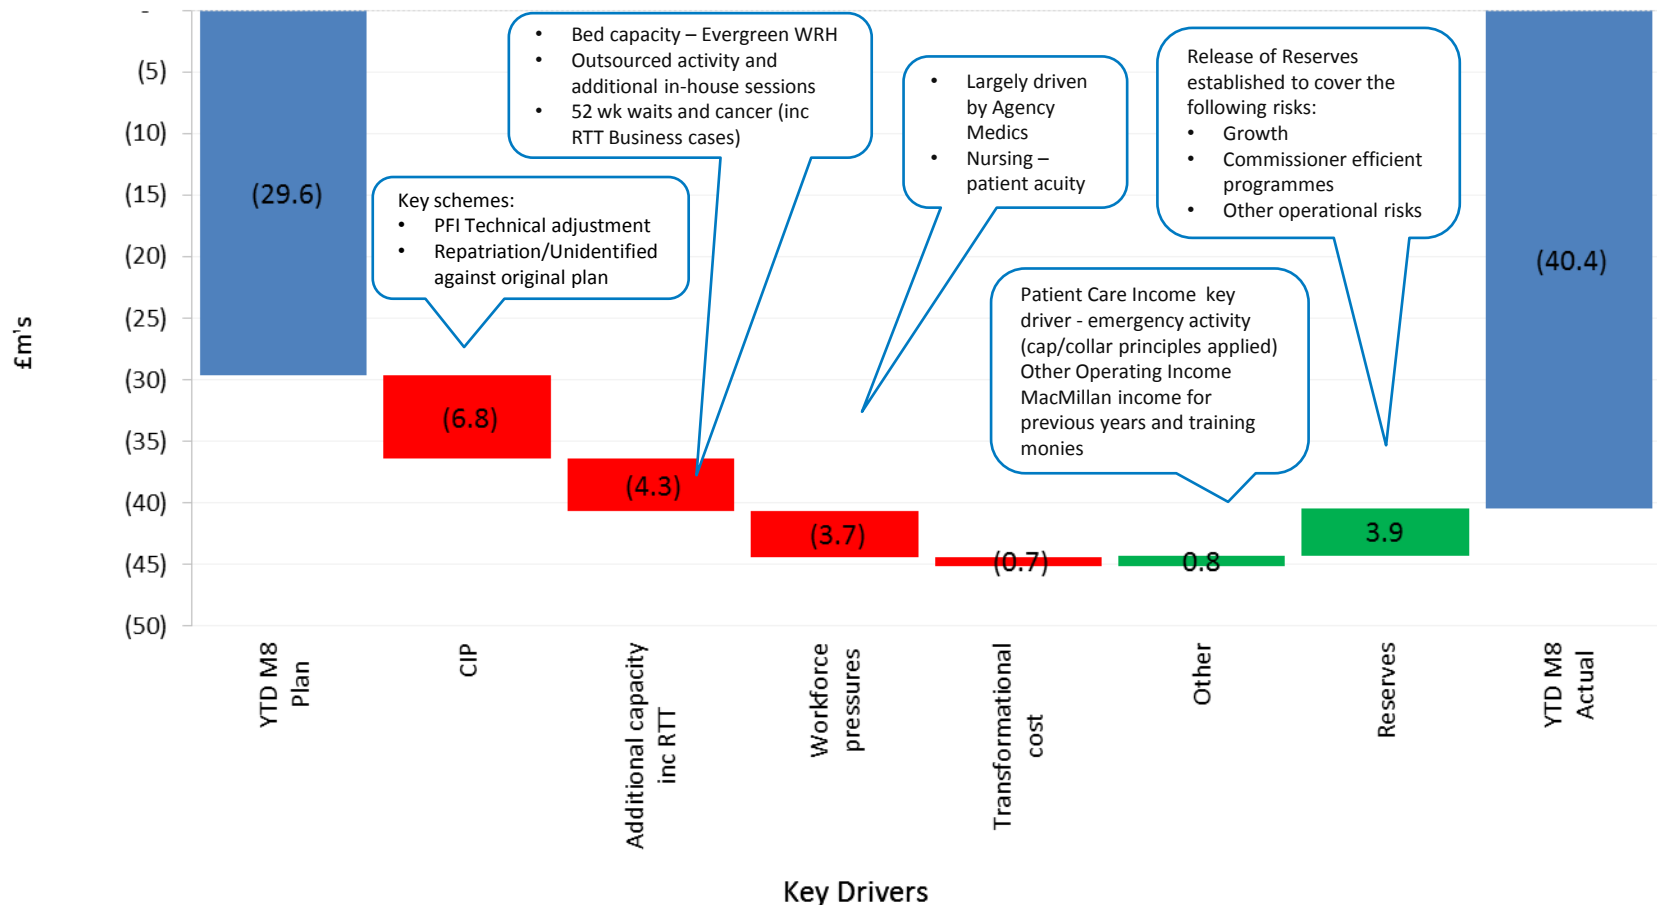 -
(5)
(10)
(15)
(20)
(25)
(30)
(35)
(40)
(45)
(50)
£m's
(29.6)
Key schemes:
• PFI Technical adjustment
• Repatriation/Unidentified
against original plan
(6.8)
• Bed capacity – Evergreen WRH
• Outsourced activity and
additional in-house sessions
• 52 wk waits and cancer (inc
RTT Business cases)
(4.3)
• Largely driven
by Agency
Medics
• Nursing –
patient acuity
(3.7)
(0.7)
Patient Care Income key
driver - emergency activity
(cap/collar principles applied)
Other Operating Income
MacMillan income for
previous years and training
monies
0.8
Release of Reserves
established to cover the
following risks:
• Growth
• Commissioner efficient
programmes
• Other operational risks
3.9
(40.4)
YTD M8
Plan
CIP
Additional capacity
inc RTT
Workforce
pressures
Transformational
cost
Other
Reserves
YTD M8
Actual
Key Drivers